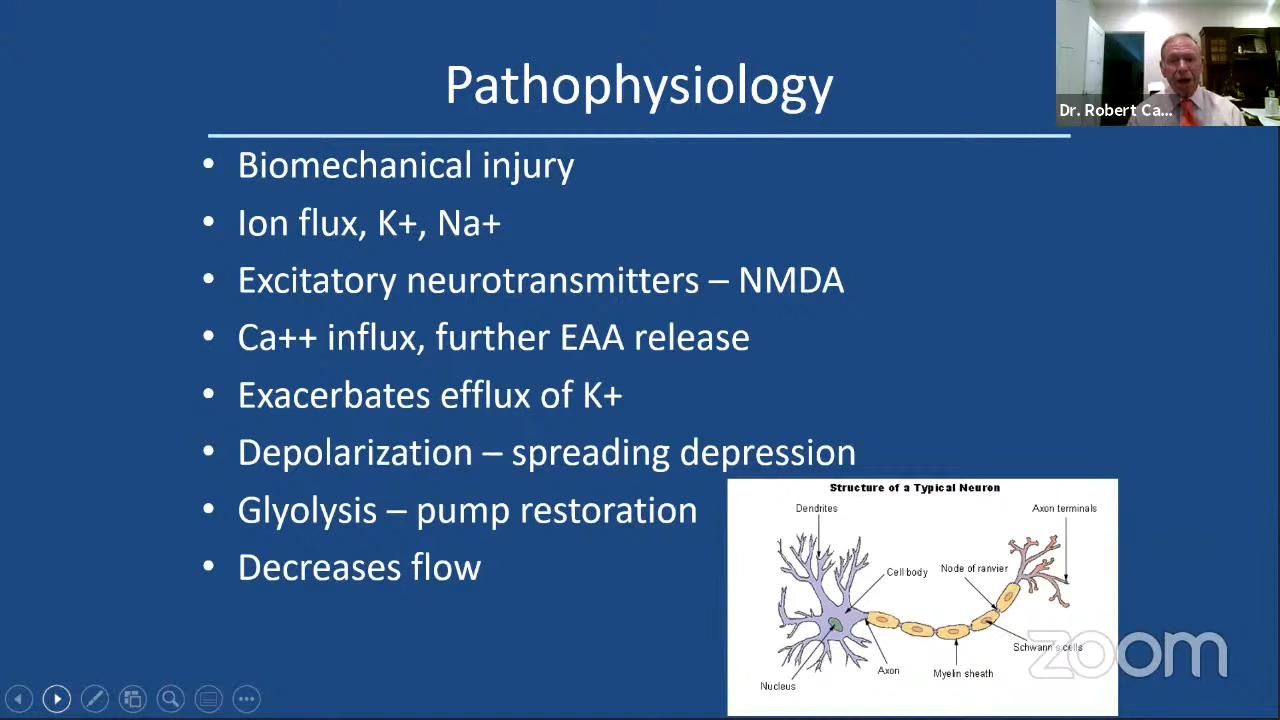 Pathophysiology
Dr. Robert Ca...
• Biomechanical injury
• Ion flux, K+, Na+
• Excitatory neurotransmitters – NMDA
• Ca++ influx, further EAA release
• Exacerbates efflux of K+
• Depolarization – spreading depression
• Glyolysis – pump restoration
• Decreases flow
Structure of a Typical Neuron
Dendrites
Axon terminals
Cell body
Node of ranvier
Schwann's cells
Axon
Myelin sheath
Nucleus
zoom